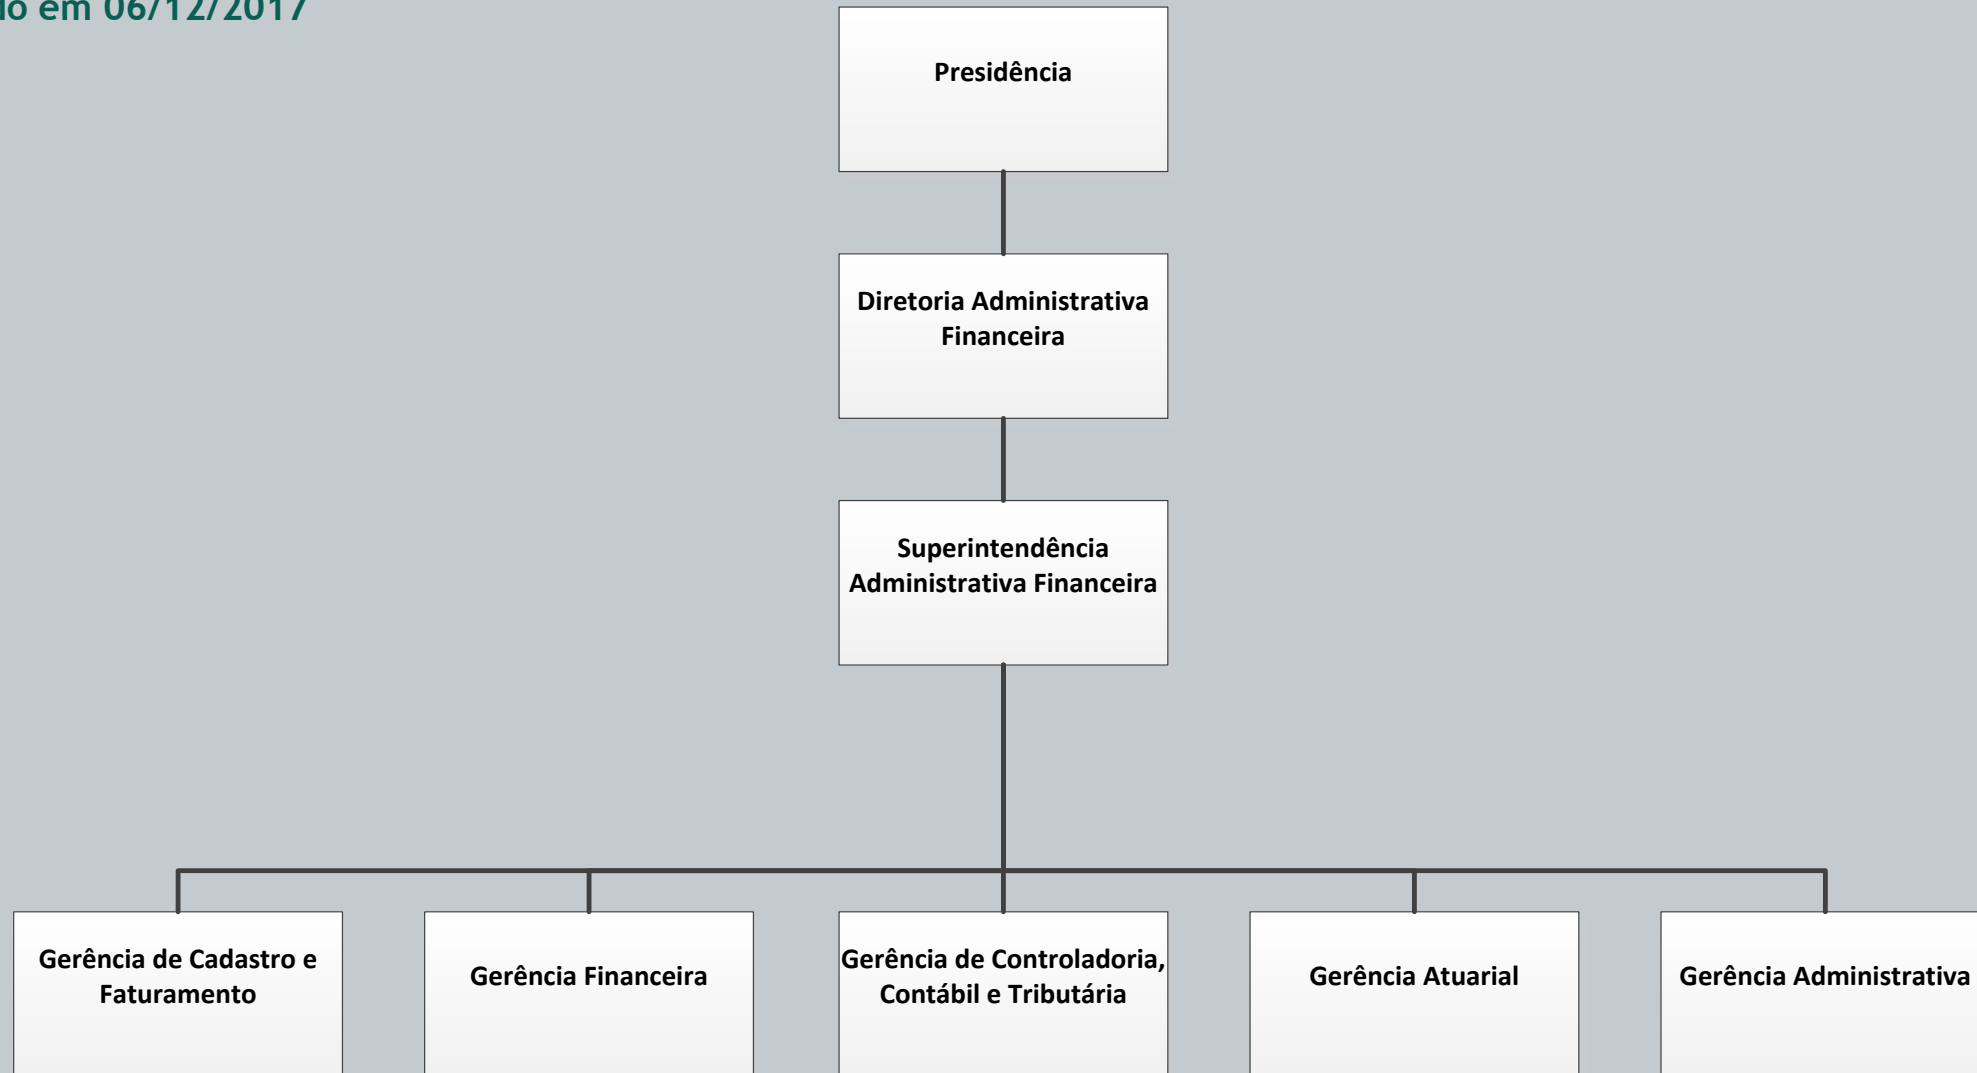 em 06/12/2017
Presidência
Diretoria Administrativa
Financeira
Superintendência
Administrativa Financeira
Gerência de Cadastro e
Faturamento
Gerência Financeira
Gerência de Controladoria,
Contábil e Tributária
Gerência Atuarial
Gerência Administrativa